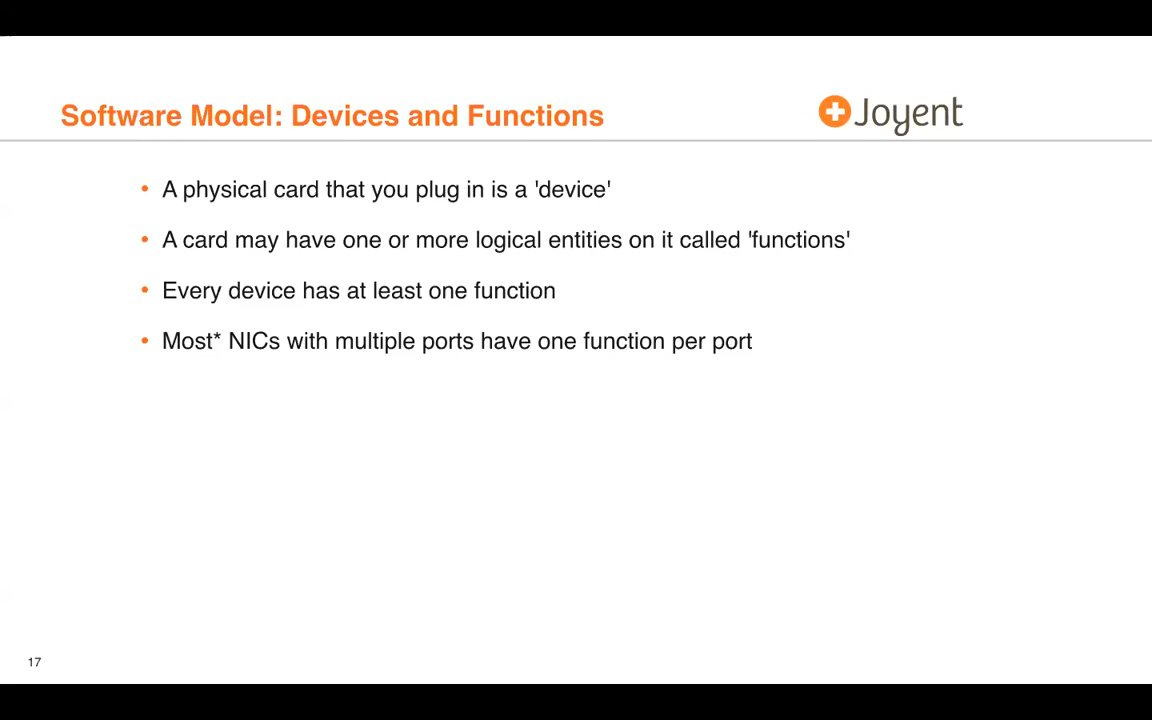 Software Model: Devices and Functions
Joyent
• A physical card that you plug in is a 'device'
• A card may have one or more logical entities on it called 'functions'
• Every device has at least one function
• Most* NICs with multiple ports have one function per port
17